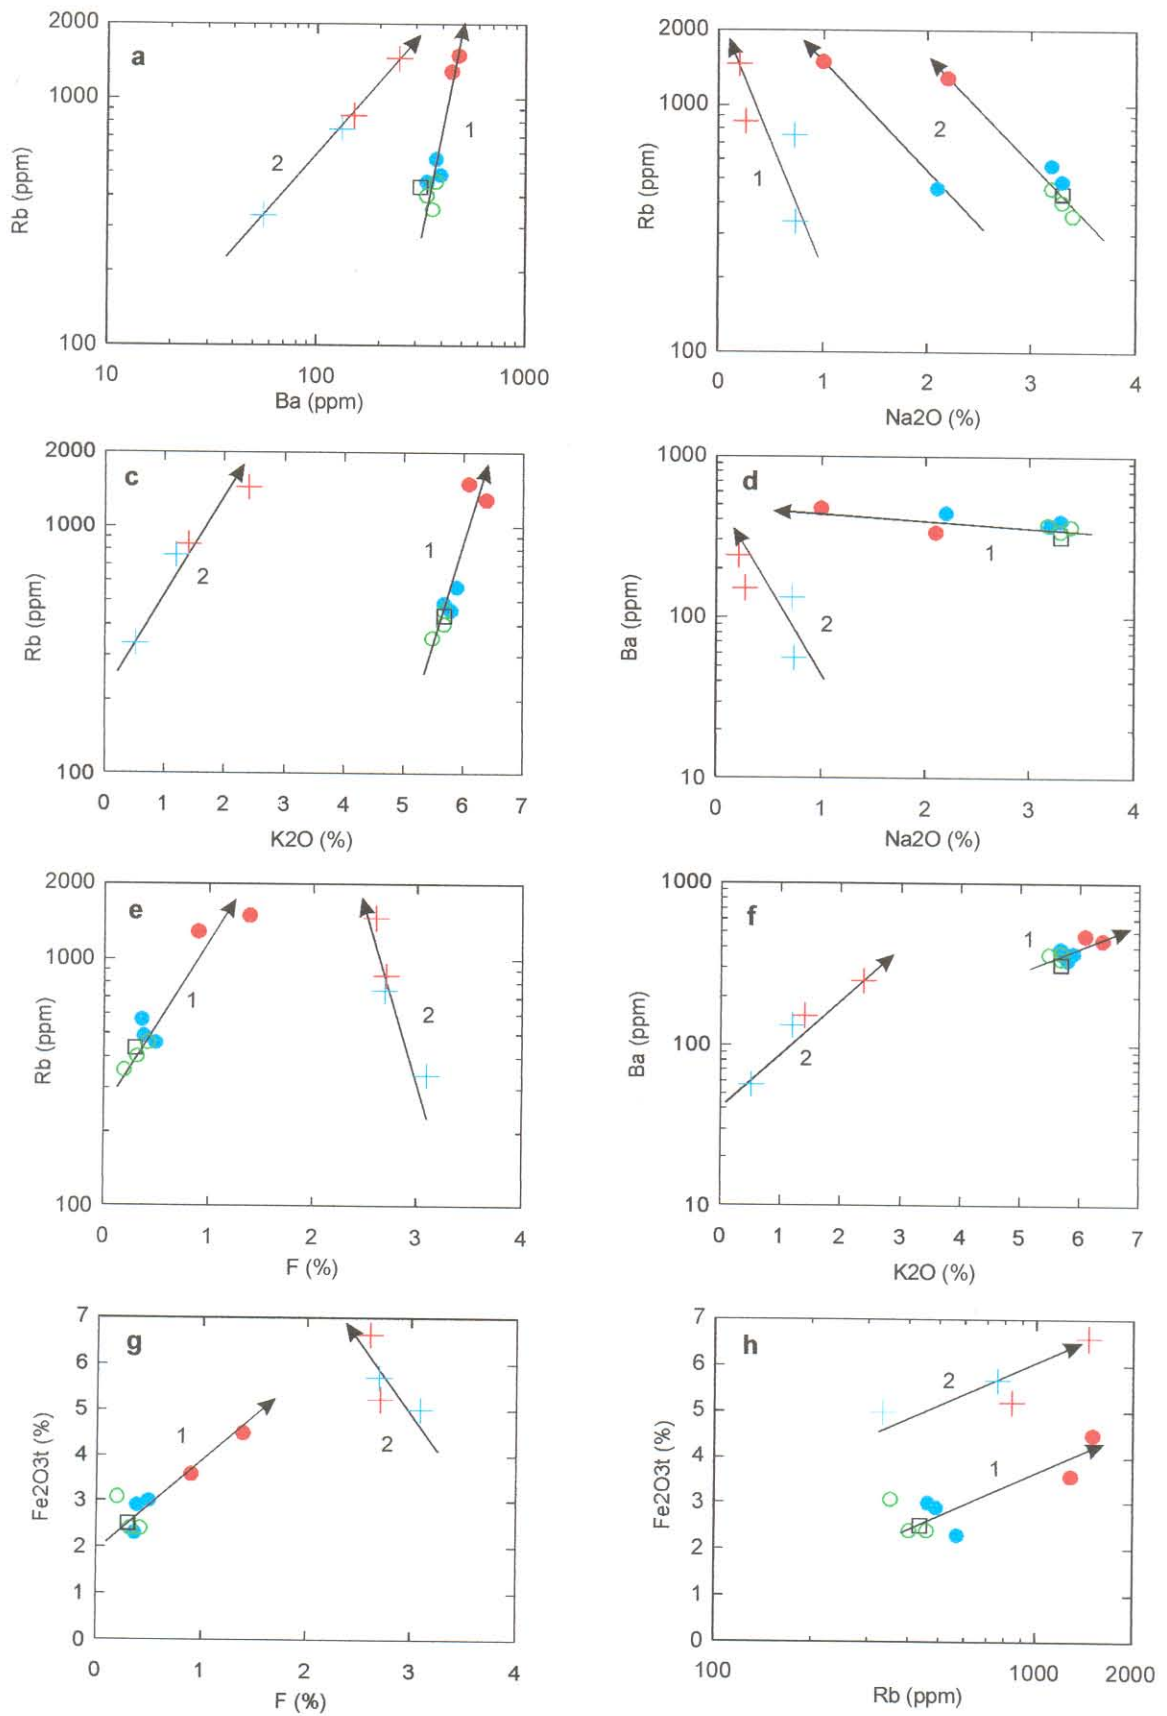 a
2000
1000
100
Rb (ppm)
1
2
10 100 1000
Ba (ppm)
2000
1000
100
Rb (ppm)
1
2
0 1 2 3 4
Na2O (%)
c
2000
1000
100
Rb (ppm)
1
2
0 1 2 3 4 5 6 7
K2O (%)
d
1000
100
10
Ba (ppm)
1
2
0 1 2 3 4
Na2O (%)
e
2000
1000
100
Rb (ppm)
1
2
0 1 2 3 4
F (%)
f
1000
100
10
Ba (ppm)
1
2
0 1 2 3 4 5 6 7
K2O (%)
g
7
6
5
4
3
2
1
0
Fe2O3t (%)
1
2
0 1 2 3 4
F (%)
h
7
6
5
4
3
2
1
0
Fe2O3t (%)
2
1
100 1000 2000
Rb (ppm)